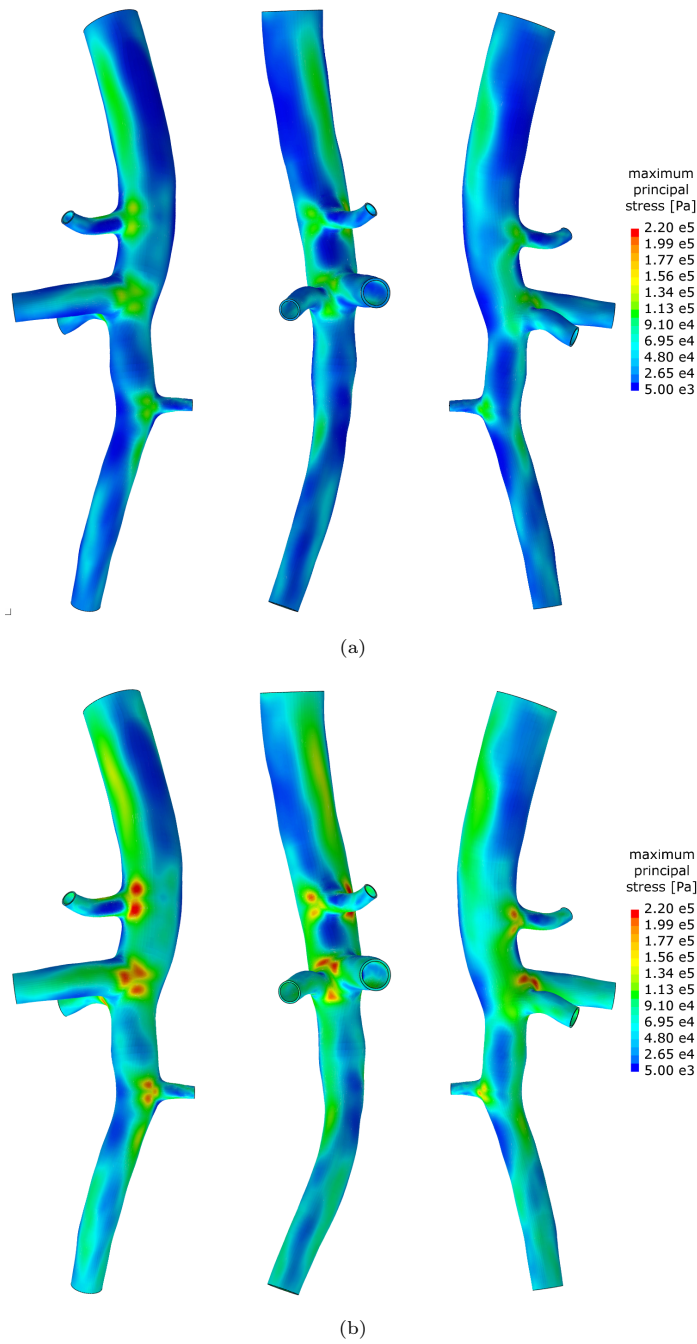 maximum
principal
stress [Pa]
2.20 e5
1.99 e5
1.77 e5
1.56 e5
1.34 e5
1.13 e5
9.10 e4
6.95 e4
4.80 e4
2.65 e4
5.00 e3
(a)
maximum
principal
stress [Pa]
2.20 e5
1.99 e5
1.77 e5
1.56 e5
1.34 e5
1.13 e5
9.10 e4
6.95 e4
4.80 e4
2.65 e4
5.00 e3
(b)